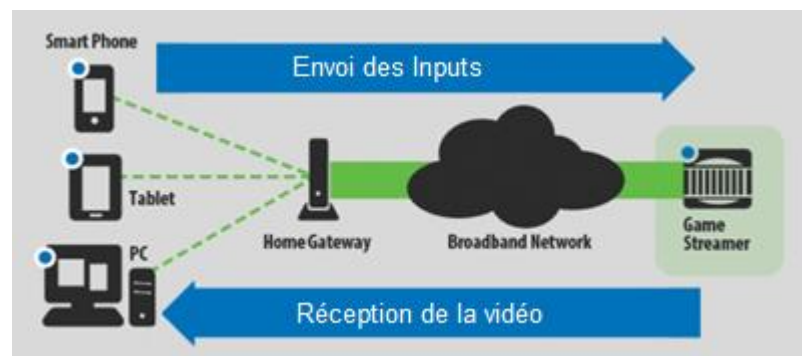 Smart Phone
Envoi des Inputs
Tablet
PC
Home Gateway
Broadband Network
Game
Streamer
Réception de la vidéo